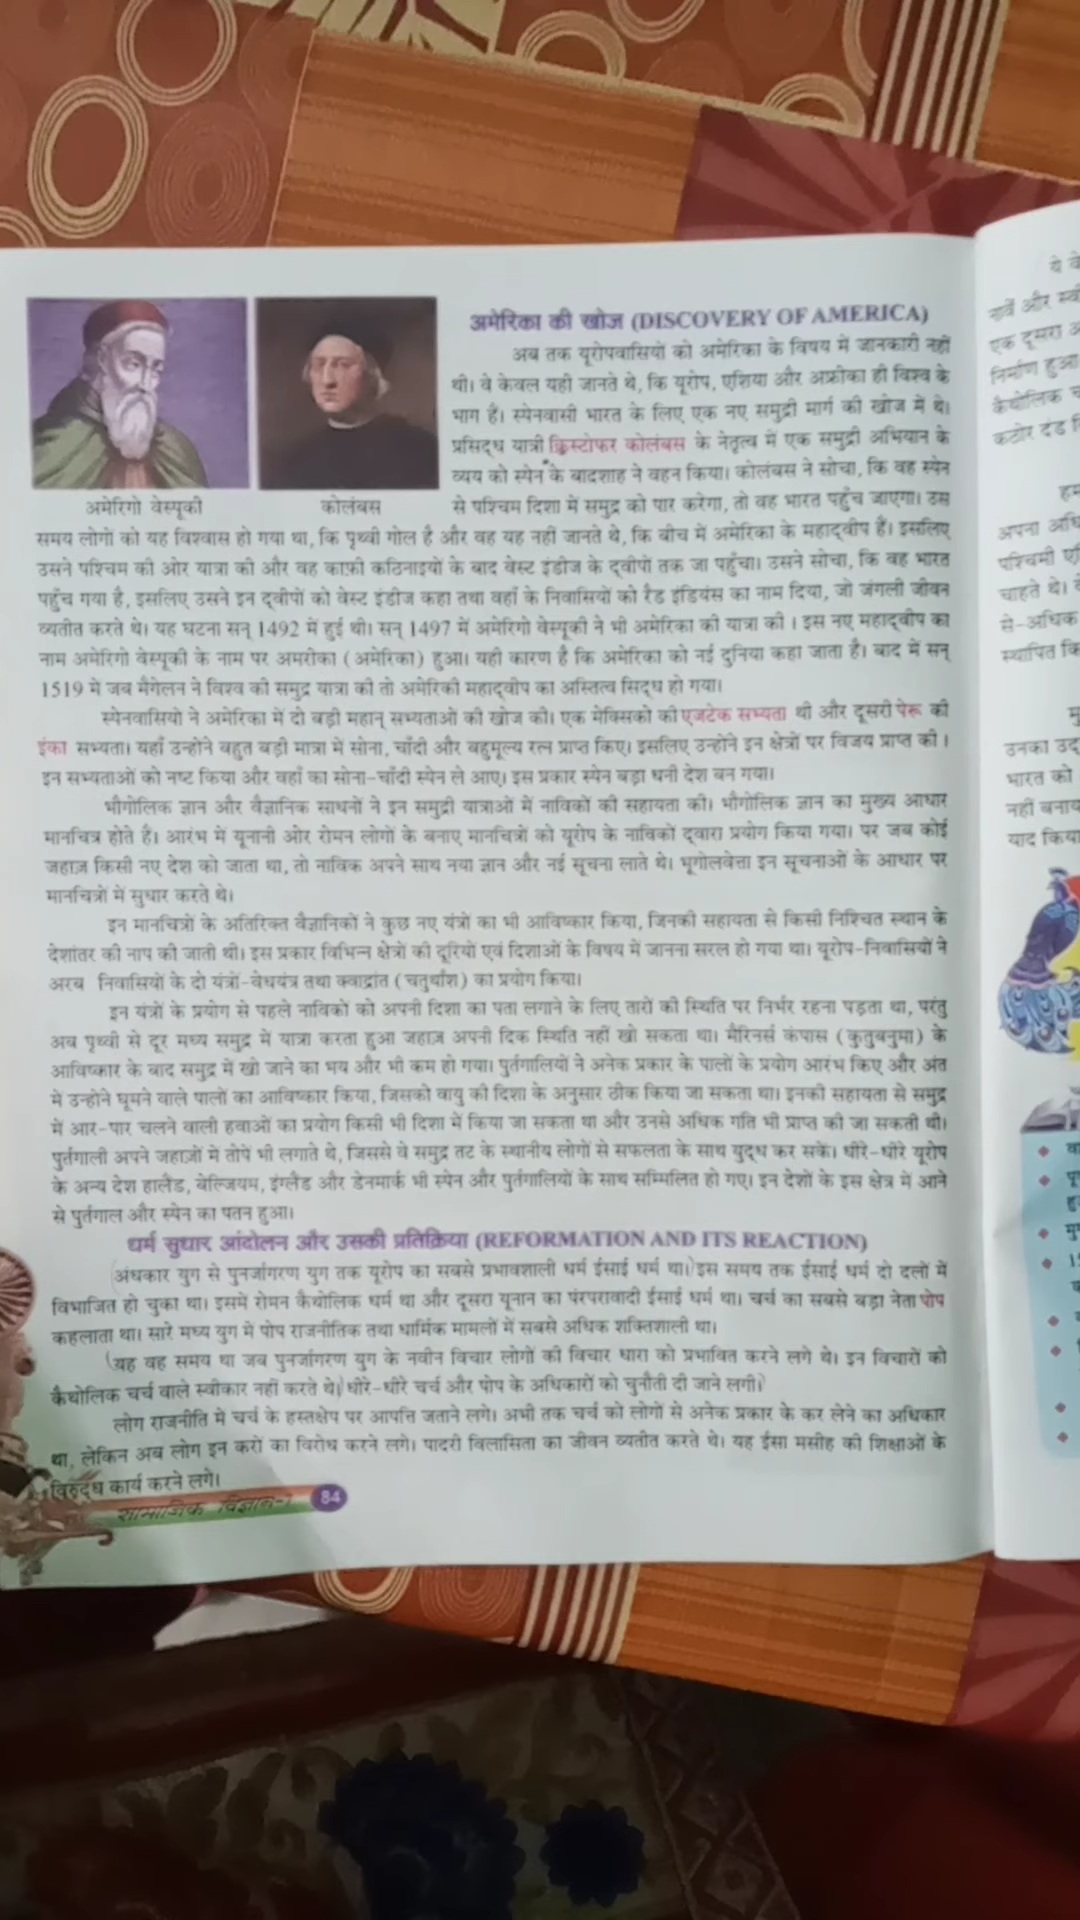 अमेरिगो वेस्पूकी
कोलंबस
अमेरिका की खोज (DISCOVERY OF AMERICA)
अब तक यूरोपवासियों को अमेरिका के विषय में जानकारी नहीं
थी। वे केवल यही जानते थे, कि यूरोप, एशिया और अफ्रीका ही विश्व के
भाग हैं। स्पेनवासी भारत के लिए एक नए समुद्री मार्ग की खोज में थे।
प्रसिद्ध यात्री क्रिस्टोफर कोलंबस के नेतृत्व में एक समुद्री अभियान के
व्यय को स्पेन के बादशाह ने वहन किया। कोलंबस ने सोचा, कि वह स्पेन
से पश्चिम दिशा में समुद्र को पार करेगा, तो वह भारत पहुँच जाएगा। उस
समय लोगों को यह विश्वास हो गया था, कि पृथ्वी गोल है और वह यह नहीं जानते थे, कि बीच में अमेरिका के महाद्वीप हैं। इसलिए
उसने पश्चिम की ओर यात्रा की और वह काफ़ी कठिनाइयों के बाद वेस्ट इंडीज के द्वीपों तक जा पहुँचा। उसने सोचा, कि वह भारत
पहुँच गया है, इसलिए उसने इन द्वीपों को वेस्ट इंडीज कहा तथा वहाँ के निवासियों को रैड इंडियंस का नाम दिया, जो जंगली जीवन
व्यतीत करते थे। यह घटना सन् 1492 में हुई थी। सन् 1497 में अमेरिगो वेस्पूकी ने भी अमेरिका की यात्रा की। इस नए महाद्वीप का
नाम अमेरिगो वेस्पूकी के नाम पर अमरीका (अमेरिका) हुआ। यही कारण है कि अमेरिका को नई दुनिया कहा जाता है। बाद में सन्
1519 में जब मैगेलन ने विश्व की समुद्र यात्रा की तो अमेरिकी महाद्वीप का अस्तित्व सिद्ध हो गया।
स्पेनवासियो ने अमेरिका में दो बड़ी महान् सभ्यताओं की खोज की। एक मेक्सिको की एजटेक सभ्यता थी और दूसरी पेरू की
इंका सभ्यता। यहाँ उन्होंने बहुत बड़ी मात्रा में सोना, चाँदी और बहुमूल्य रत्न प्राप्त किए। इसलिए उन्होंने इन क्षेत्रों पर विजय प्राप्त की।
इन सभ्यताओं को नष्ट किया और वहाँ का सोना-चाँदी स्पेन ले आए। इस प्रकार स्पेन बड़ा धनी देश बन गया।
भौगोलिक ज्ञान और वैज्ञानिक साधनों ने इन समुद्री यात्राओं में नाविकों की सहायता की। भौगोलिक ज्ञान का मुख्य आधार
मानचित्र होते हैं। आरंभ में यूनानी और रोमन लोगों के बनाए मानचित्रों को यूरोप के नाविकों द्वारा प्रयोग किया गया। पर जब कोई
जहाज़ किसी नए देश को जाता था, तो नाविक अपने साथ नया ज्ञान और नई सूचना लाते थे। भूगोलवेत्ता इन सूचनाओं के आधार पर
मानचित्रों में सुधार करते थे।
इन मानचित्रों के अतिरिक्त वैज्ञानिकों ने कुछ नए यंत्रों का भी आविष्कार किया, जिनकी सहायता से किसी निश्चित स्थान के
देशांतर की नाप की जाती थी। इस प्रकार विभिन्न क्षेत्रों की दूरियों एवं दिशाओं के विषय में जानना सरल हो गया था। यूरोप-निवासियों ने
अरब निवासियों के दो यंत्रों-वेधयंत्र तथा क्वाद्रांत (चतुर्थांश) का प्रयोग किया।
इन यंत्रों के प्रयोग से पहले नाविकों को अपनी दिशा का पता लगाने के लिए तारों की स्थिति पर निर्भर रहना पड़ता था, परंतु
अब पृथ्वी से दूर मध्य समुद्र में यात्रा करता हुआ जहाज़ अपनी दिक स्थिति नहीं खो सकता था। मैरिनर्स कंपास (कुतुबनुमा) के
आविष्कार के बाद समुद्र में खो जाने का भय और भी कम हो गया। पुर्तगालियों ने अनेक प्रकार के पालों के प्रयोग आरंभ किए और अंत
में उन्होंने घूमने वाले पालों का आविष्कार किया, जिसको वायु की दिशा के अनुसार ठीक किया जा सकता था। इनकी सहायता से समुद्र
में आर-पार चलने वाली हवाओं का प्रयोग किसी भी दिशा में किया जा सकता था और उनसे अधिक गति भी प्राप्त की जा सकती थी।
पुर्तगाली अपने जहाज़ों में तोपें भी लगाते थे, जिससे वे समुद्र तट के स्थानीय लोगों से सफलता के साथ युद्ध कर सकें। धीरे-धीरे यूरोप
के अन्य देश हालैंड, बेल्जियम, इंग्लैंड और डेनमार्क भी स्पेन और पुर्तगालियों के साथ सम्मिलित हो गए। इन देशों के इस क्षेत्र में आने
से पुर्तगाल और स्पेन का पतन हुआ।
धर्म सुधार आंदोलन और उसकी प्रतिक्रिया (REFORMATION AND ITS REACTION)
अंधकार युग से पुनर्जागरण युग तक यूरोप का सबसे प्रभावशाली धर्म ईसाई धर्म था। इस समय तक ईसाई धर्म दो दलों में
विभाजित हो चुका था। इसमें रोमन कैथोलिक धर्म था और दूसरा यूनान का पंरपरावादी ईसाई धर्म था। चर्च का सबसे बड़ा नेता पोप
कहलाता था। सारे मध्य युग में पोप राजनीतिक तथा धार्मिक मामलों में सबसे अधिक शक्तिशाली था।
यह वह समय था जब पुनर्जागरण युग के नवीन विचार लोगों की विचार धारा को प्रभावित करने लगे थे। इन विचारों को
कैथोलिक चर्च वाले स्वीकार नहीं करते थे। धीरे-धीरे चर्च और पोप के अधिकारों को चुनौती दी जाने लगी।
लोग राजनीति में चर्च के हस्तक्षेप पर आपत्ति जताने लगे। अभी तक चर्च को लोगों से अनेक प्रकार के कर लेने का अधिकार
था, लेकिन अब लोग इन करों का विरोध करने लगे। पादरी विलासिता का जीवन व्यतीत करते थे। यह ईसा मसीह की शिक्षाओं के
विरुद्ध कार्य करने लगे।
सामाजिक विज्ञान-7 84
ये
नावें और
एक दूसरा
निर्माण हुआ
कैथोलिक
कठोर दंड
अपना
पश्चिमी
चाहते थे।
से-अधिक
स्थापित
उनका
भारत को
नहीं बनाय
याद किया